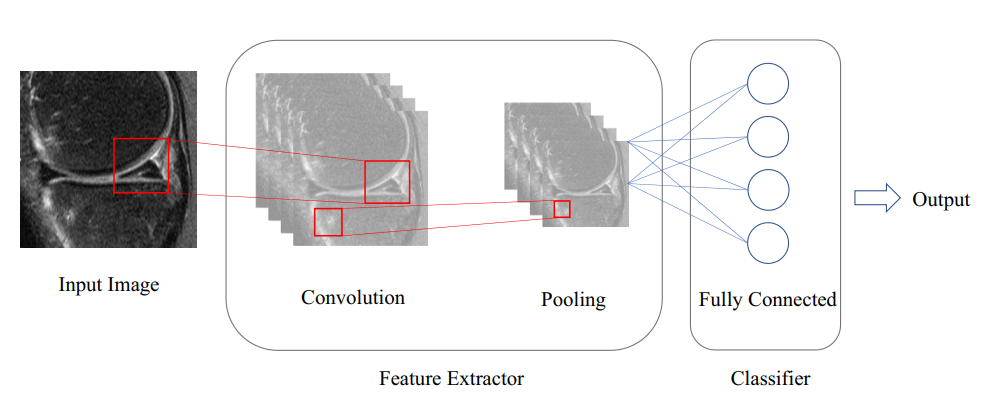 Input Image
Convolution
Pooling
Fully Connected
Output
Feature Extractor
Classifier